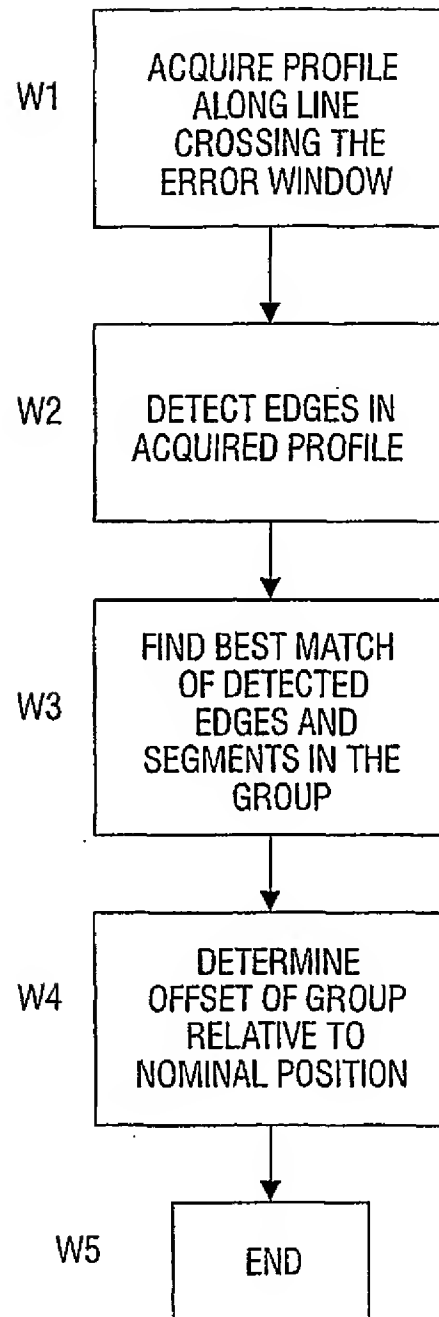 W1
ACQUIRE PROFILE
ALONG LINE
CROSSING THE
ERROR WINDOW
W2
DETECT EDGES IN
ACQUIRED PROFILE
W3
FIND BEST MATCH
OF DETECTED
EDGES AND
SEGMENTS IN THE
GROUP
W4
DETERMINE
OFFSET OF GROUP
RELATIVE TO
NOMINAL POSITION
W5
END